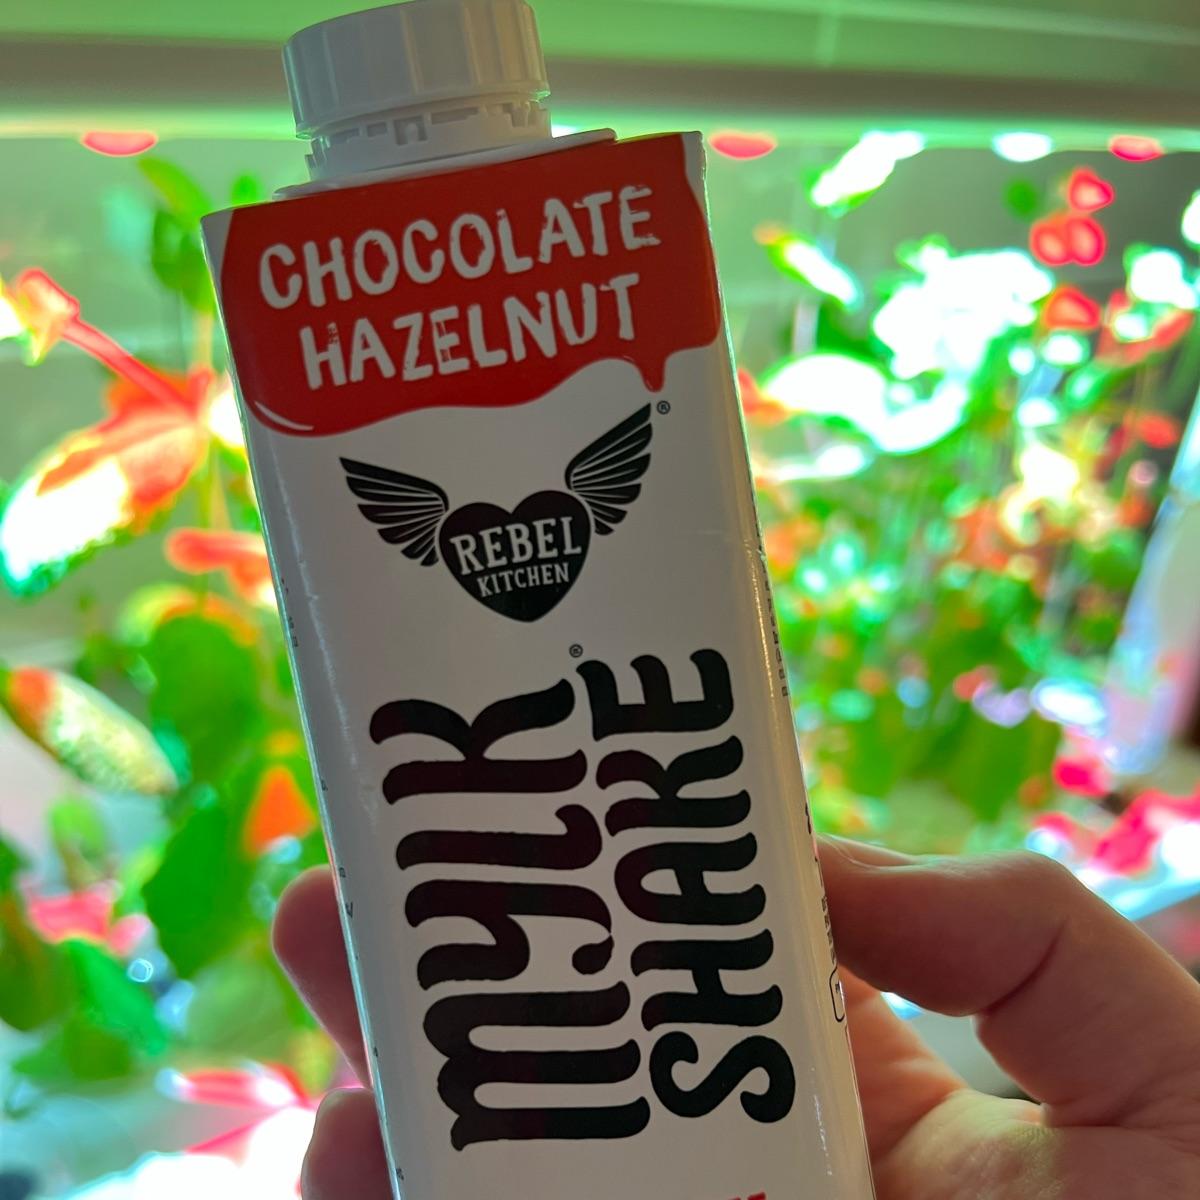 CHOCOLATE
HAZELNUT
®
REBEL
KITCHEN
®
MYLK
SHAKE